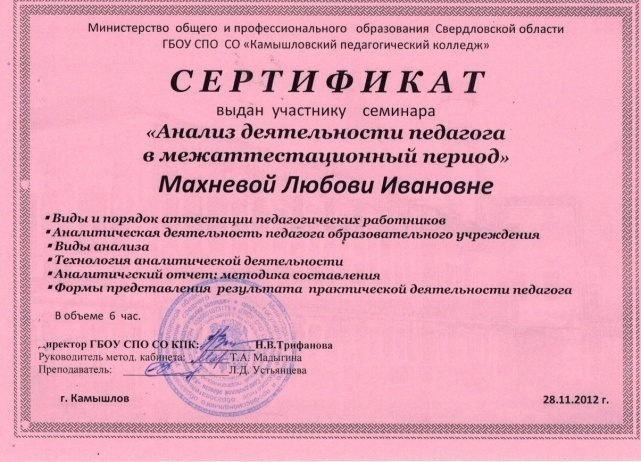 Министерство общего и профессионального образования Свердловской области
ГБОУ СПО СО «Камышловский педагогический колледж»
СЕРТИФИКАТ
выдан участнику семинара
«Анализ деятельности педагога
в межаттестационный период»
Махневой Любови Ивановне
▪ Виды и порядок аттестации педагогических работников
▪ Аналитическая деятельность педагога образовательного учреждения
▪ Виды анализа
▪ Технология аналитической деятельности
▪ Аналитичгский отчет: методика составления
▪ Формы представления результата практической деятельности педагога
В объеме 6 час.
директор ГБОУ СПО СО КПК: Н.В.Трифанова
Руководитель метод. кабинета: Т.А. Мадыгина
Преподаватель: Л.Д. Устьянцева
г. Камышлов 28.11.2012 г.